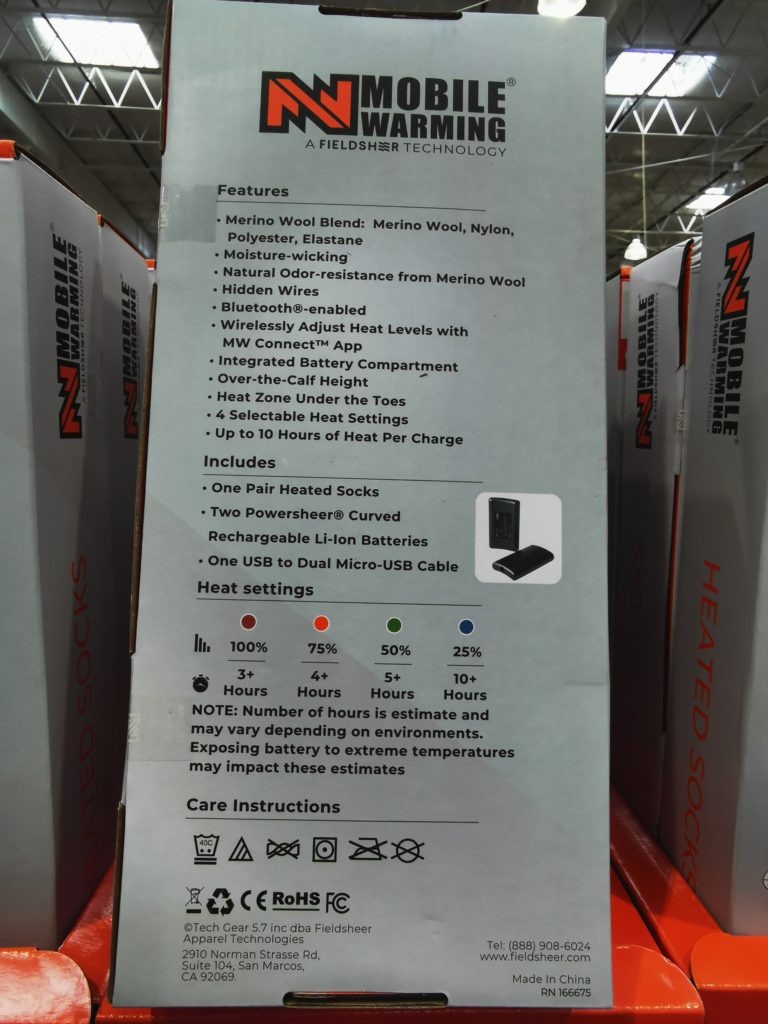 MOBILE®
WARMING
A FIELDSHEER TECHNOLOGY
Features
• Merino Wool Blend: Merino Wool, Nylon,
Polyester, Elastane
• Moisture-wicking
• Natural Odor-resistance from Merino Wool
• Hidden Wires
• Bluetooth®-enabled
• Wirelessly Adjust Heat Levels with
MW Connect™ App
• Integrated Battery Compartment
• Over-the-Calf Height
• Heat Zone Under the Toes
• 4 Selectable Heat Settings
• Up to 10 Hours of Heat Per Charge
Includes
• One Pair Heated Socks
• Two Powersheer® Curved
Rechargeable Li-Ion Batteries
• One USB to Dual Micro-USB Cable
Heat settings
100% 75% 50% 25%
3+ 4+ 5+ 10+
Hours Hours Hours Hours
NOTE: Number of hours is estimate and
may vary depending on environments.
Exposing battery to extreme temperatures
may impact these estimates
Care Instructions
40C
CE RoHS FC
©Tech Gear 5.7 inc dba Fieldsheer
Apparel Technologies
2910 Norman Strasse Rd,
Suite 104, San Marcos,
CA 92069.
Tel: (888) 908-6024
www.fieldsheer.com
Made In China
RN 166675
MOBILE
WARMING
A FIELDSHEER TECHNOLOGY
EATED SOCKS
MOBILE
WARMING
MOBILE
WARMING
MOBILE®
WARMING
A FIELDSHEER TECHNOLOGY
HEATED SOCKS